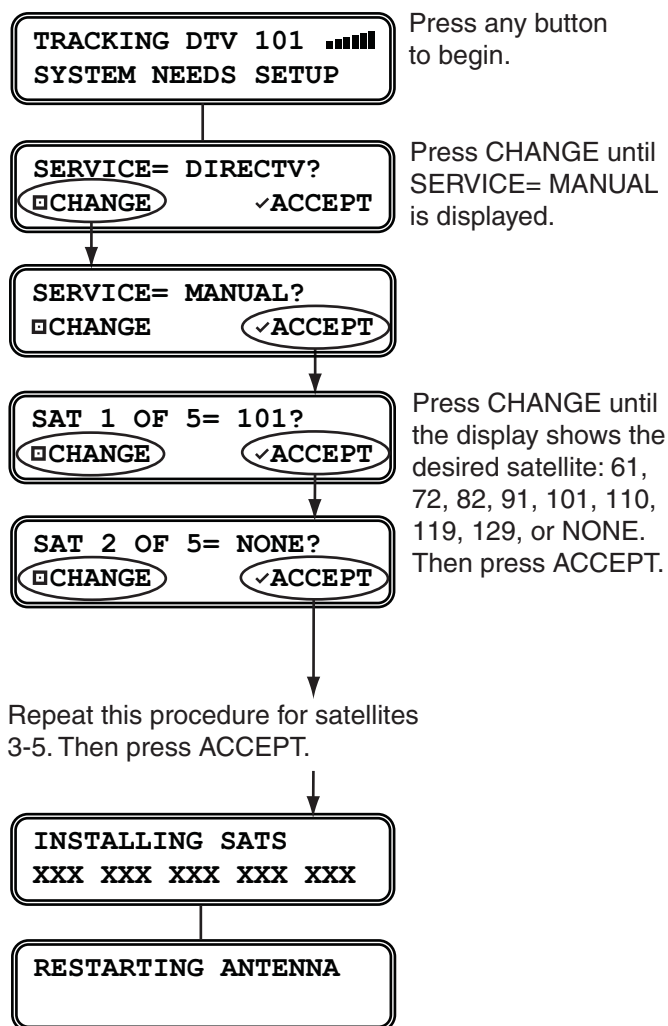 TRACKING DTV 101
SYSTEM NEEDS SETUP
Press any button
to begin.
SERVICE= DIRECTV?
CHANGE ✓ACCEPT
Press CHANGE until
SERVICE= MANUAL
is displayed.
SERVICE= MANUAL?
CHANGE ✓ACCEPT
SAT 1 OF 5= 101?
CHANGE ✓ACCEPT
Press CHANGE until
the display shows the
desired satellite: 61,
72, 82, 91, 101, 110,
119, 129, or NONE.
Then press ACCEPT.
SAT 2 OF 5= NONE?
CHANGE ✓ACCEPT
Repeat this procedure for satellites
3-5. Then press ACCEPT.
INSTALLING SATS
XXX XXX XXX XXX XXX
RESTARTING ANTENNA